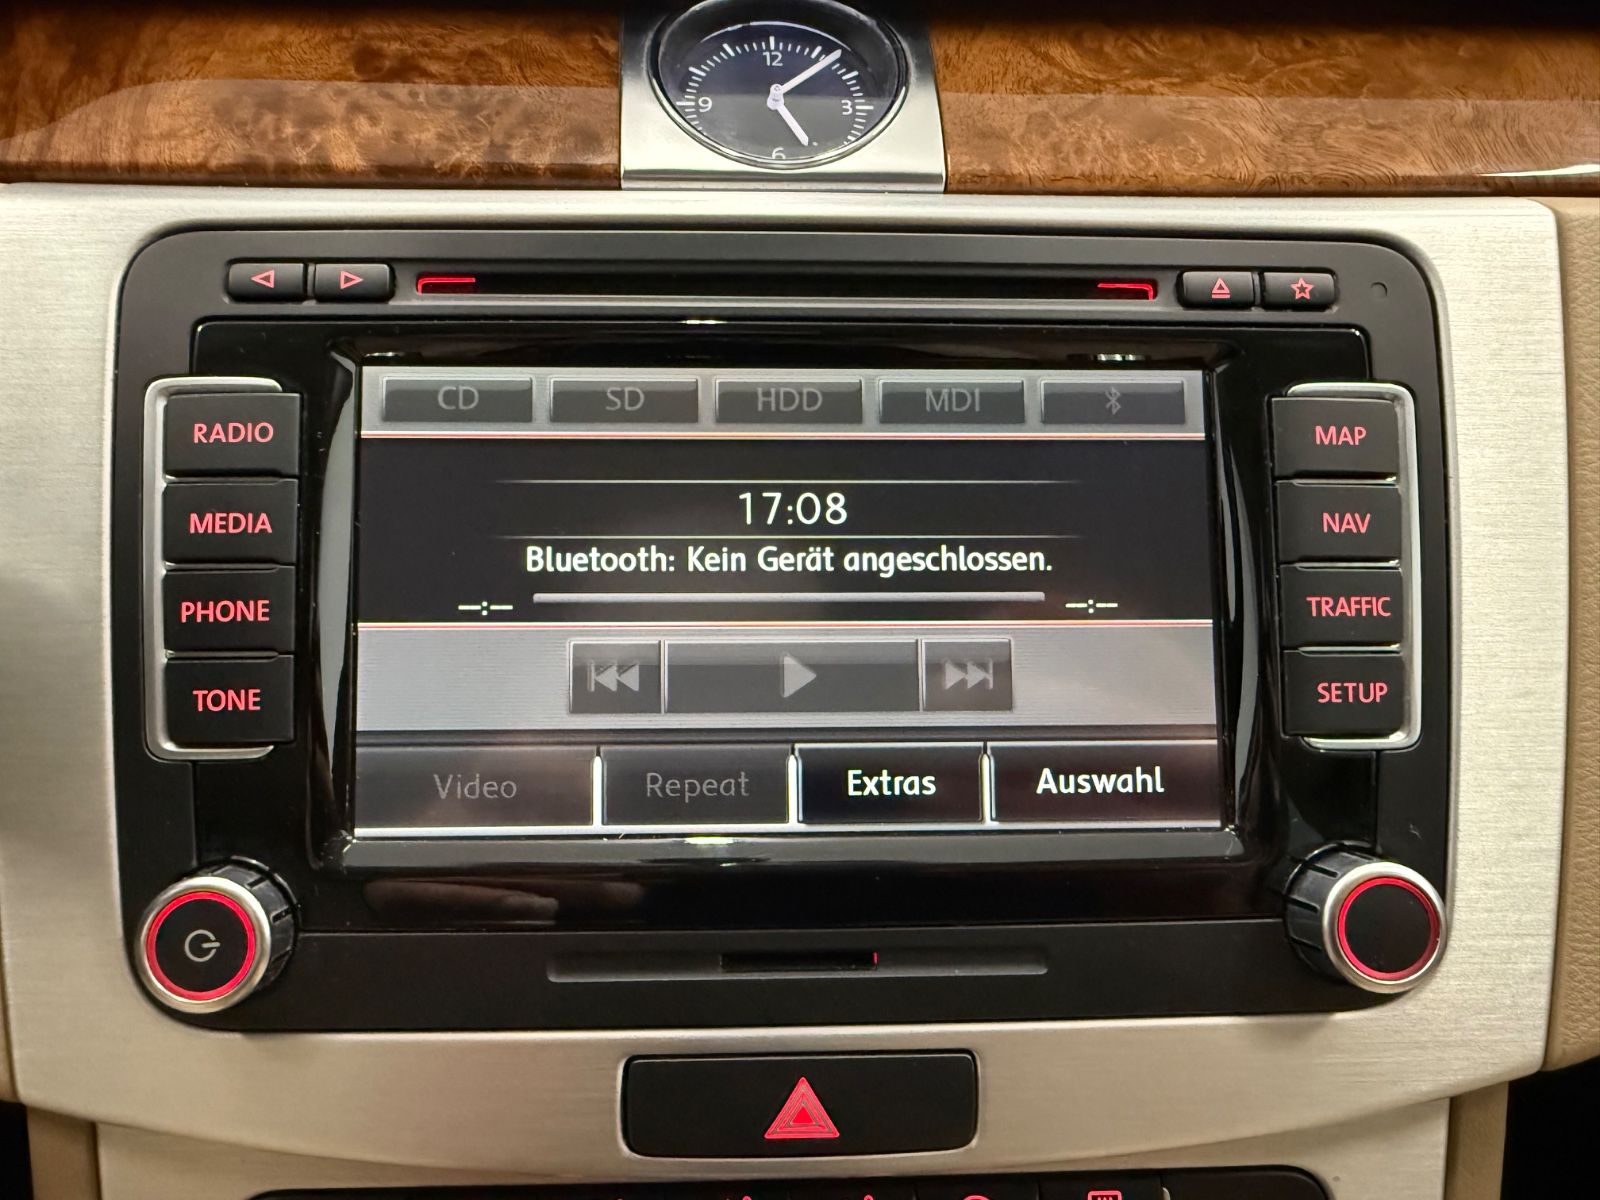 12
9
3
6
CD SD HDD MDI
RADIO
MEDIA
PHONE
TONE
17:08
Bluetooth: Kein Gerät angeschlossen.
--:-- --:--
Video Repeat Extras Auswahl
MAP
NAV
TRAFFIC
SETUP